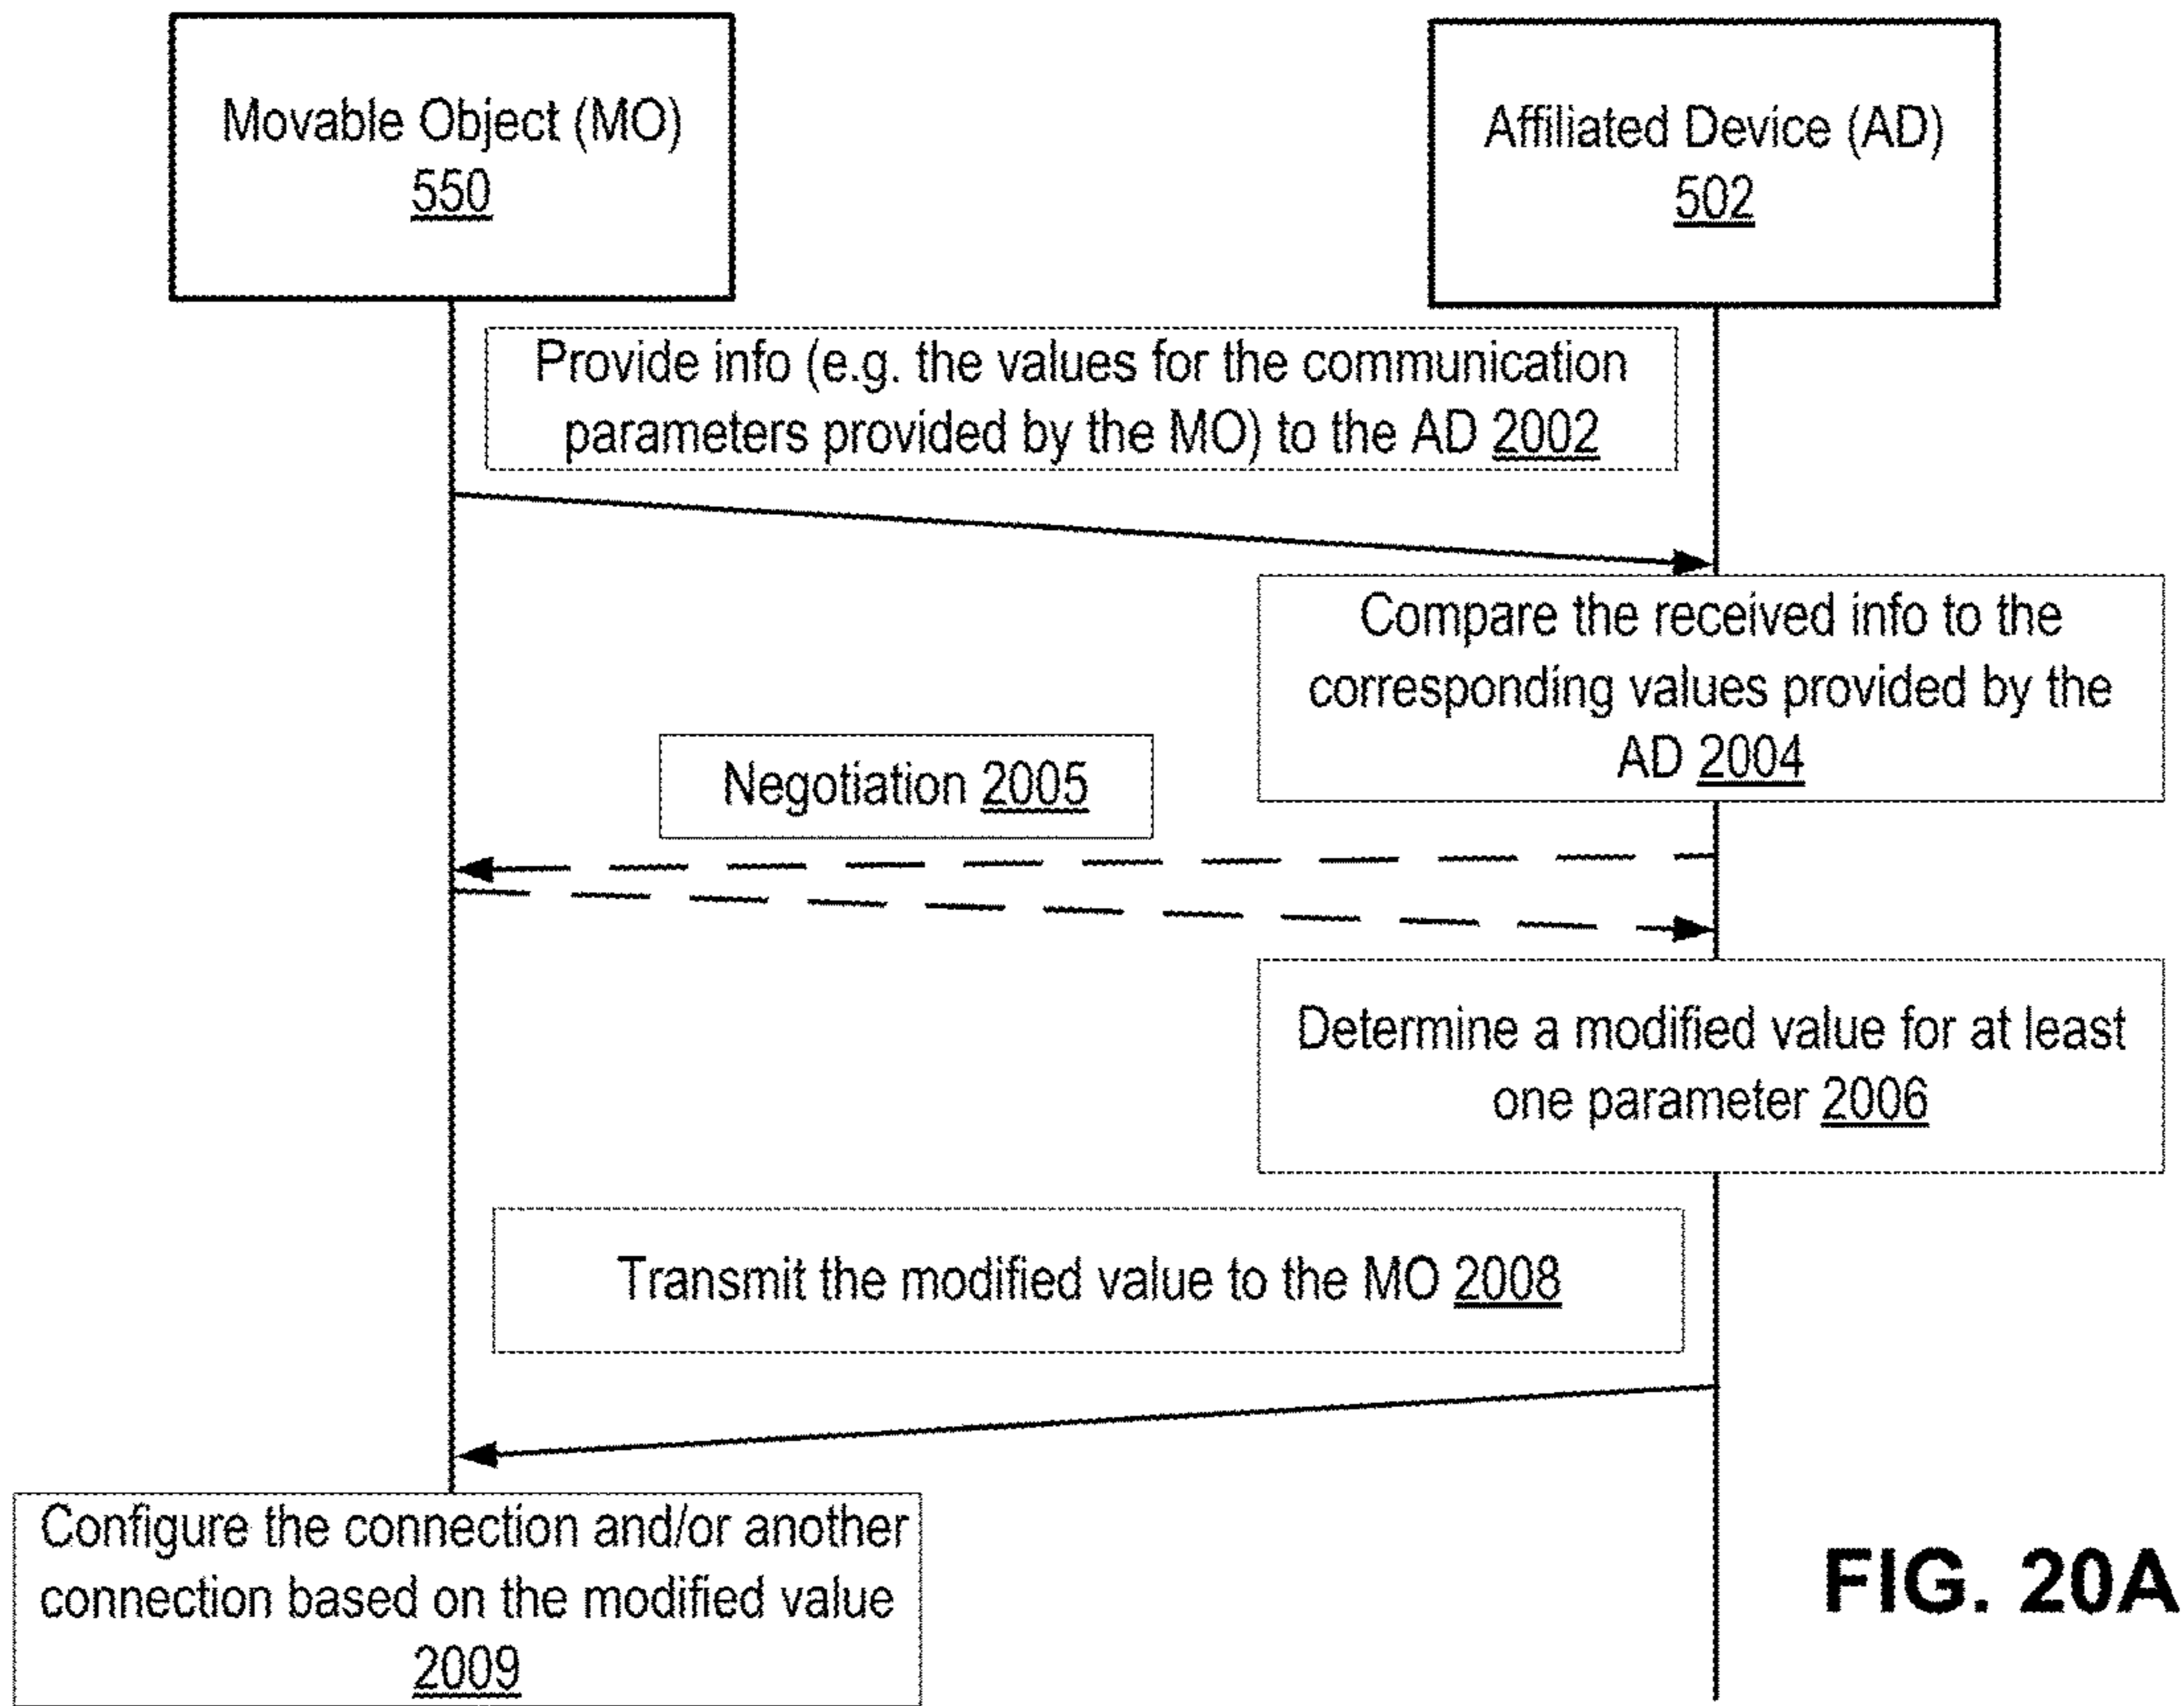 Movable Object (MO)
550
Affiliated Device (AD)
502
Provide info (e.g. the values for the communication
parameters provided by the MO) to the AD 2002
Compare the received info to the
corresponding values provided by the
AD 2004
Negotiation 2005
Determine a modified value for at least
one parameter 2006
Transmit the modified value to the MO 2008
Configure the connection and/or another
connection based on the modified value
2009
FIG. 20A